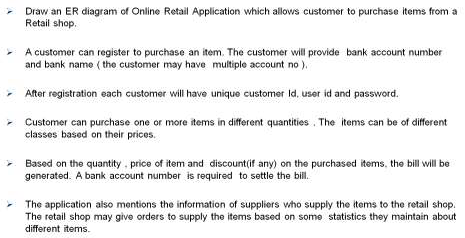 ➢ Draw an ER diagram of Online Retail Application which allows customer to purchase items from a
Retail shop.
➢ A customer can register to purchase an item. The customer will provide bank account number
and bank name ( the customer may have multiple account no ).
➢ After registration each customer will have unique customer Id, user id and password.
➢ Customer can purchase one or more items in different quantities . The items can be of different
classes based on their prices.
➢ Based on the quantity , price of item and discount(if any) on the purchased items, the bill will be
generated. A bank account number is required to settle the bill.
➢ The application also mentions the information of suppliers who supply the items to the retail shop.
The retail shop may give orders to supply the items based on some statistics they maintain about
different items.